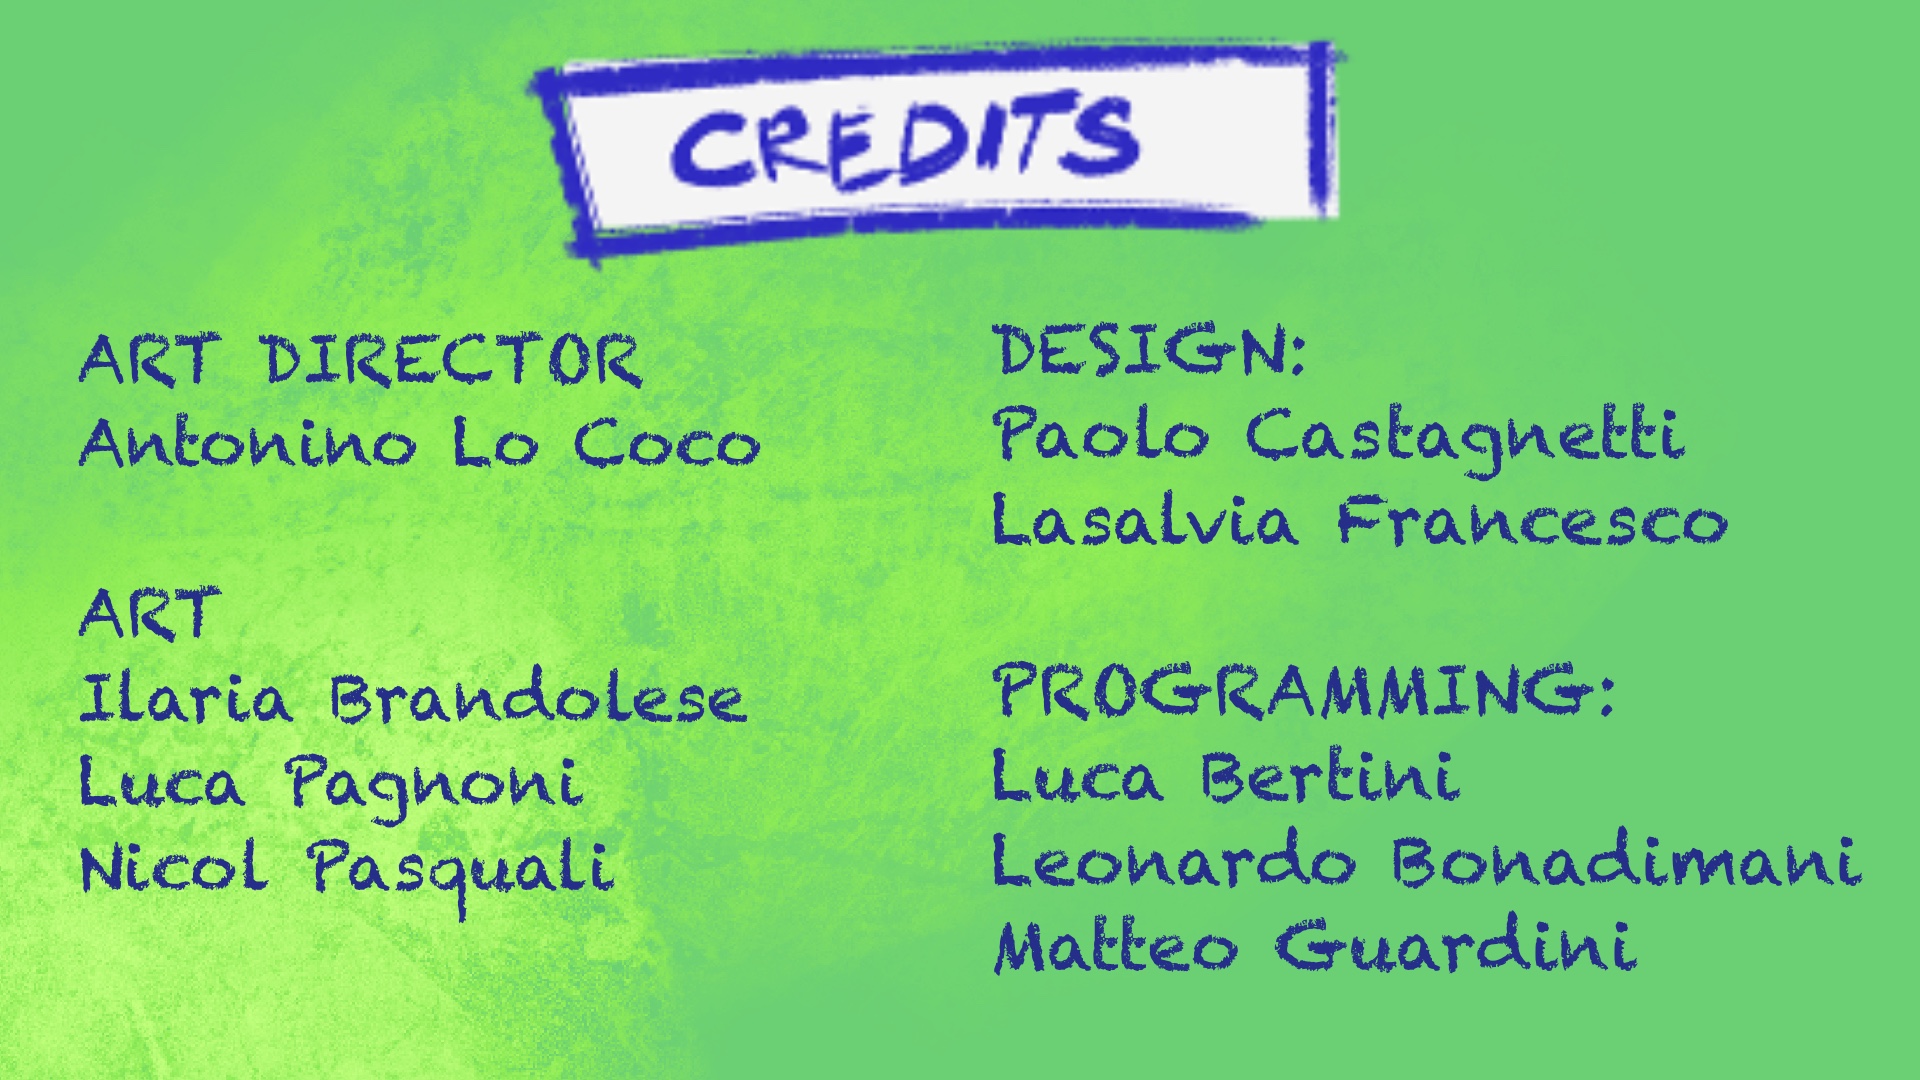 CREDITS
ART DIRECTOR
Antonino Lo Coco
ART
Ilaria Brandolese
Luca Pagnoni
Nicol Pasquali
DESIGN:
Paolo Castagnetti
Lasalvia Francesco
PROGRAMMING:
Luca Bertini
Leonardo Bonadimani
Matteo Guardini